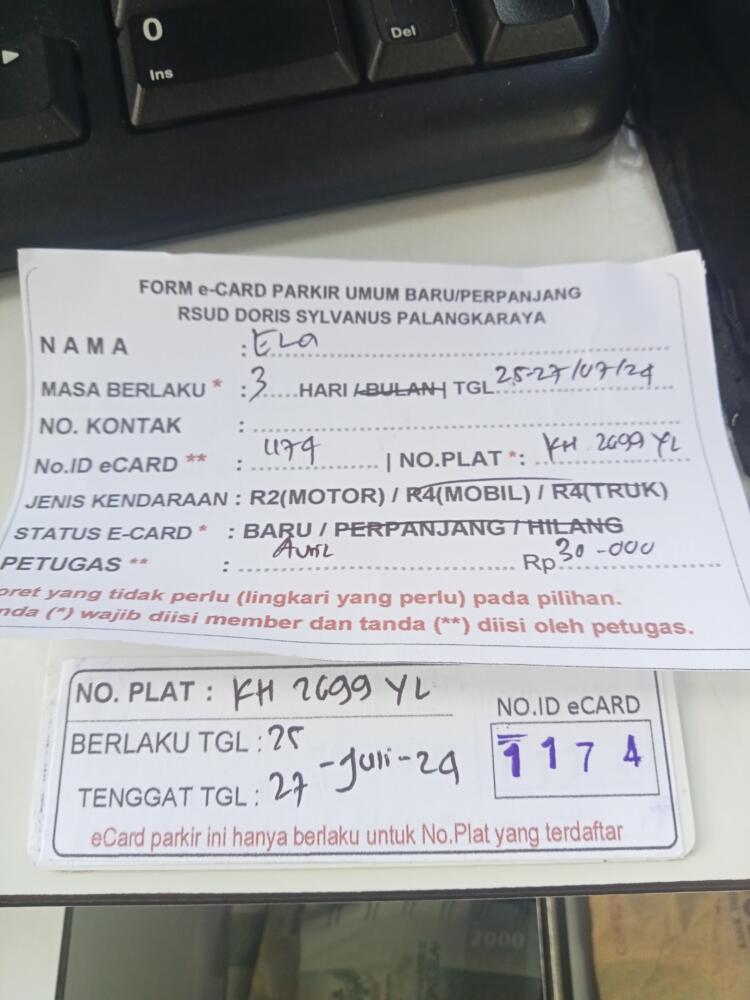 0
Ins
Del
FORM e-CARD PARKIR UMUM BARU/PERPANJANG
RSUD DORIS SYLVANUS PALANGKARAYA
NAMA : ELa
MASA BERLAKU * : 3 HARI / BULAN | TGL 25-27/07/24
NO. KONTAK :
No.ID eCARD ** : 1174 | NO.PLAT *: KH 2699 YL
JENIS KENDARAAN : R2(MOTOR) / R4(MOBIL) / R4(TRUK)
STATUS E-CARD * : BARU / PERPANJANG / HILANG
PETUGAS ** : Rp 30-000
oret yang tidak perlu (lingkari yang perlu) pada pilihan.
nda (*) wajib diisi member dan tanda (**) diisi oleh petugas.
NO. PLAT : KH 2699 YL
NO.ID eCARD
1174
BERLAKU TGL : 25
TENGGAT TGL : 27 -Juli-24
eCard parkir ini hanya berlaku untuk No.Plat yang terdaftar
2000